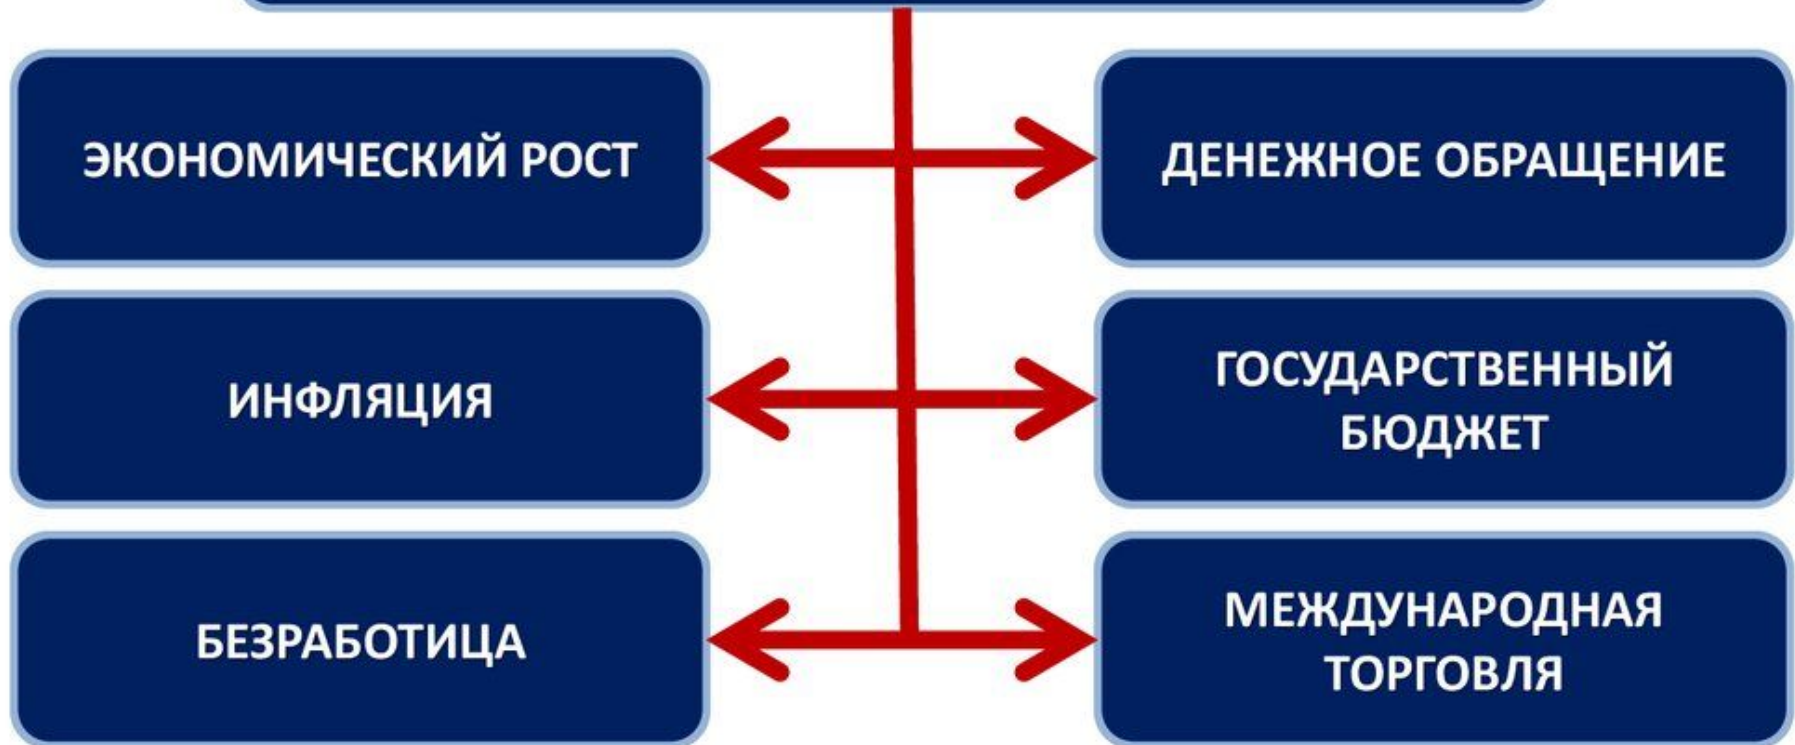 ЭКОНОМИЧЕСКИЙ РОСТ
ДЕНЕЖНОЕ ОБРАЩЕНИЕ
ИНФЛЯЦИЯ
ГОСУДАРСТВЕННЫЙ
БЮДЖЕТ
БЕЗРАБОТИЦА
МЕЖДУНАРОДНАЯ
ТОРГОВЛЯ